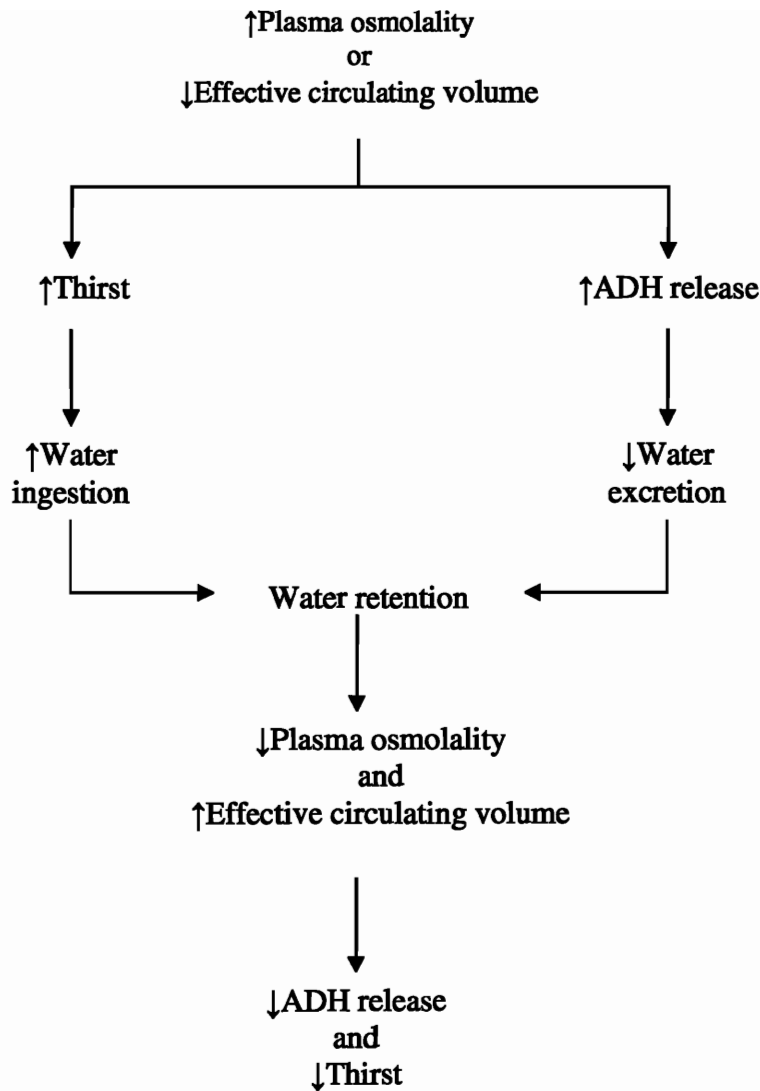 ↑Plasma osmolality
or
↓Effective circulating volume
↑Thirst
↑ADH release
↑Water
ingestion
↓Water
excretion
Water retention
↓Plasma osmolality
and
↑Effective circulating volume
↓ADH release
and
↓Thirst